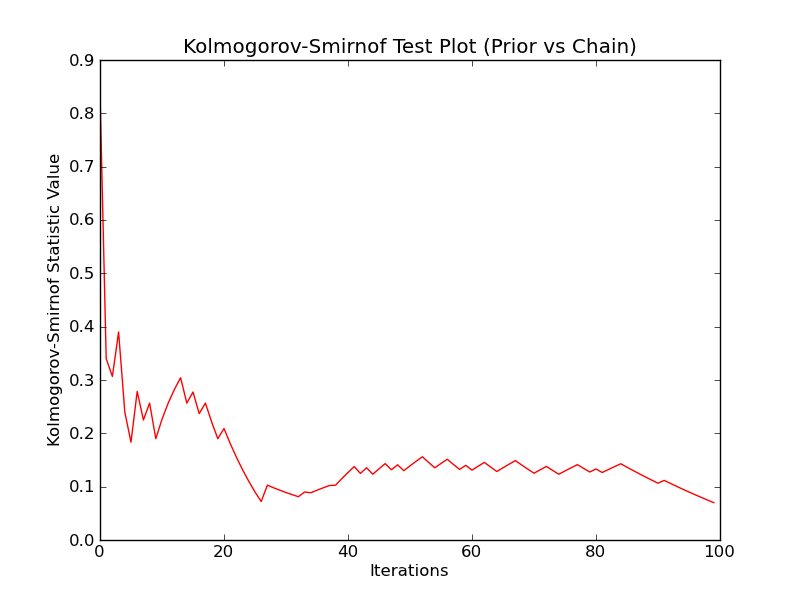 Kolmogorov-Smirnof Test Plot (Prior vs Chain)
Kolmogorov-Smirnof Statistic Value
0.9
0.8
0.7
0.6
0.5
0.4
0.3
0.2
0.1
0.0
0 20 40 60 80 100
Iterations